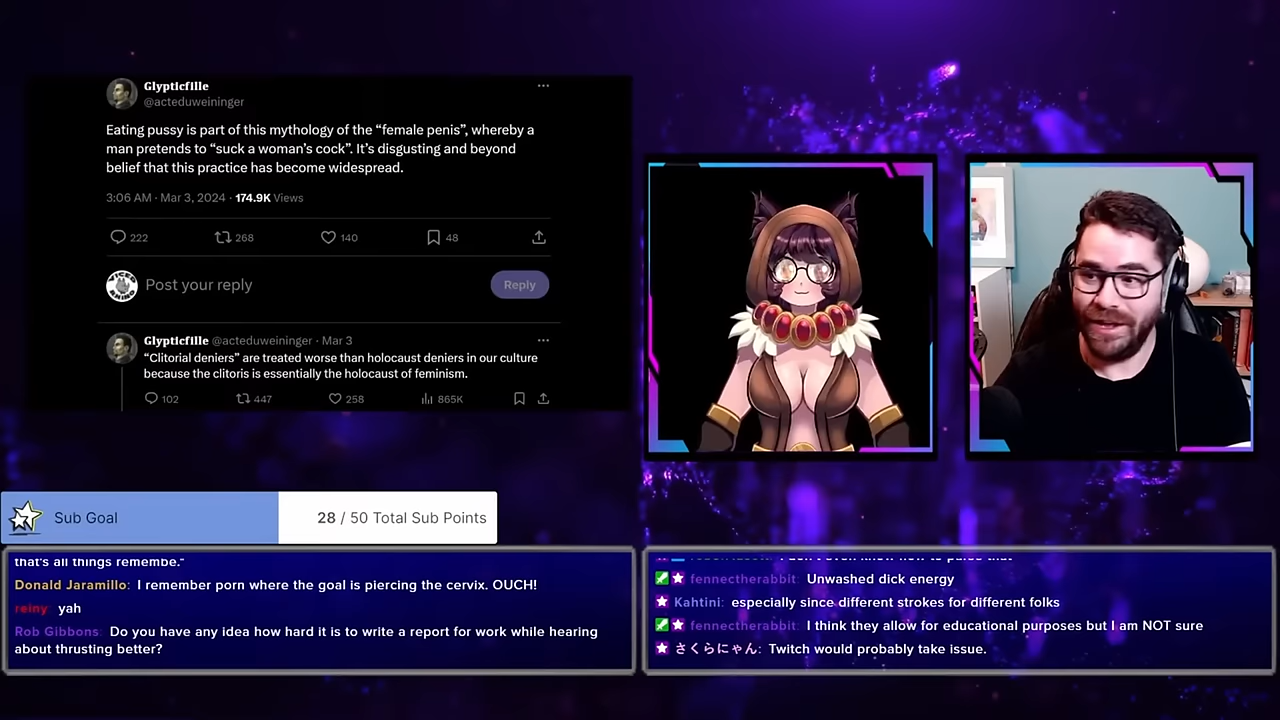 Glypticfille
@acteduweininger
Eating pussy is part of this mythology of the “female penis”, whereby a
man pretends to “suck a woman’s cock”. It’s disgusting and beyond
belief that this practice has become widespread.
3:06 AM · Mar 3, 2024 · 174.9K Views
222 268 140 48
Post your reply
Reply
Glypticfille @acteduweininger · Mar 3
“Clitorial deniers” are treated worse than holocaust deniers in our culture
because the clitoris is essentially the holocaust of feminism.
102 447 258 865K
Sub Goal 28 / 50 Total Sub Points
that's all things remembe."
Donald Jaramillo: I remember porn where the goal is piercing the cervix. OUCH!
reiny: yah
Rob Gibbons: Do you have any idea how hard it is to write a report for work while hearing
about thrusting better?
fennectherabbit: Unwashed dick energy
Kahtini: especially since different strokes for different folks
fennectherabbit: I think they allow for educational purposes but I am NOT sure
さくらにゃん: Twitch would probably take issue.